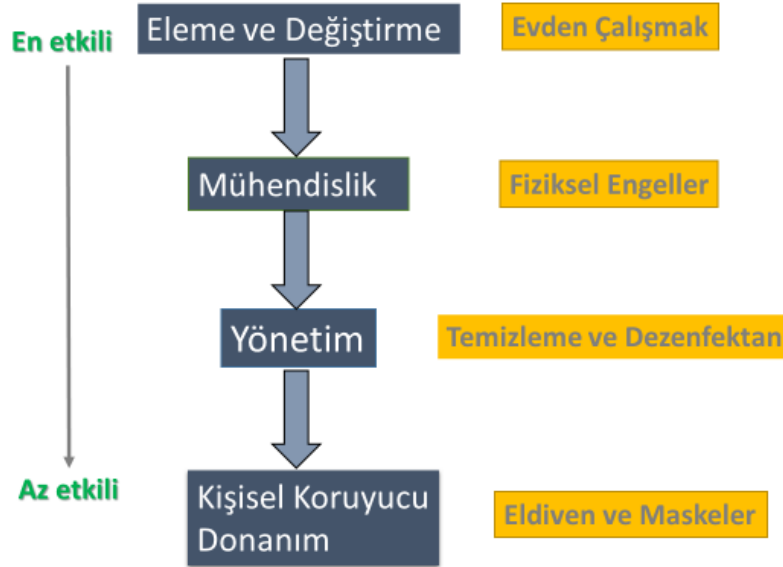 En etkili
Eleme ve Değiştirme
Evden Çalışmak
Mühendislik
Fiziksel Engeller
Yönetim
Temizleme ve Dezenfektan
Az etkili
Kişisel Koruyucu
Donanım
Eldiven ve Maskeler